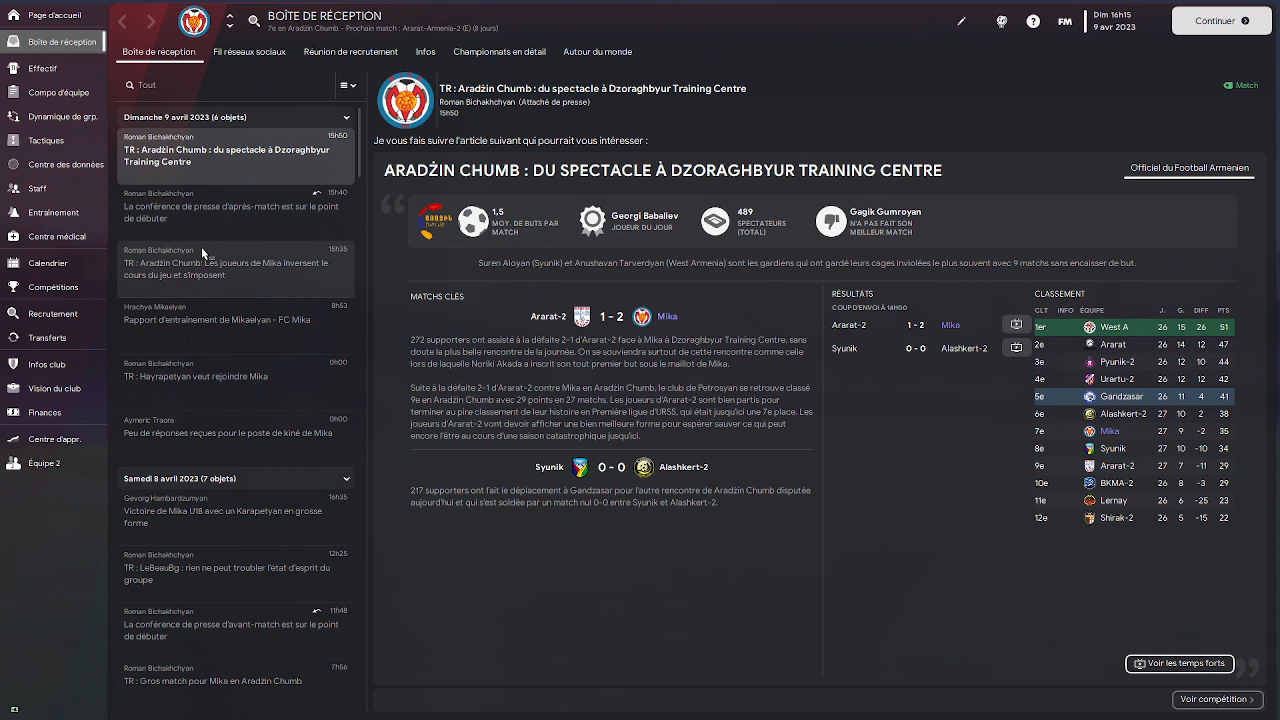 Page d'accueil
Boîte de réception
Effectif
Compo d'équipe
Dynamique de gr.
Tactiques
Centre des données
Staff
Entraînement
Centre médical
Calendrier
Compétitions
Recrutement
Transferts
Infos club
Vision du club
Finances
Centre d'appr.
Équipe 2
BOÎTE DE RÉCEPTION
7e en Aradżin Chumb - Prochain match : Ararat-Armenia-2 (E) (8 jours)
FM
Dim 16h15
9 avr 2023
Continuer
Boîte de réception
Fil réseaux sociaux
Réunion de recrutement
Infos
Championnats en détail
Autour du monde
Tout
Dimanche 9 avril 2023 (6 objets)
Roman Bichakhchyan 15h50
TR : Aradżin Chumb : du spectacle à Dzoraghbyur
Training Centre
Roman Bichakhchyan 15h40
La conférence de presse d'après-match est sur le point
de débuter
Roman Bichakhchyan 15h35
TR : Aradżin Chumb: Les joueurs de Mika inversent le
cours du jeu et s'imposent
Hrachya Mikaelyan 8h53
Rapport d'entraînement de Mikaelyan - FC Mika
Roman Bichakhchyan 0h00
TR : Hayrapetyan veut rejoindre Mika
Aymeric Traore 0h00
Peu de réponses reçues pour le poste de kiné de Mika
Samedi 8 avril 2023 (7 objets)
Gevorg Hambardzumyan 16h35
Victoire de Mika U18 avec un Karapetyan en grosse
forme
Roman Bichakhchyan 12h25
TR : LeBeauBg : rien ne peut troubler l'état d'esprit du
groupe
Roman Bichakhchyan 11h48
La conférence de presse d'avant-match est sur le point
de débuter
Roman Bichakhchyan 7h56
TR : Gros match pour Mika en Aradżin Chumb
TR : Aradżin Chumb : du spectacle à Dzoraghbyur Training Centre
Roman Bichakhchyan (Attaché de presse)
15h50
Match
Je vous fais suivre l'article suivant qui pourrait vous intéresser :
ARADŻIN CHUMB : DU SPECTACLE À DZORAGHBYUR TRAINING CENTRE
Officiel du Football Arménien
1,5
MOY. DE BUTS PAR
MATCH
Georgi Babaliev
JOUEUR DU JOUR
489
SPECTATEURS
(TOTAL)
Gagik Gumroyan
N'A PAS FAIT SON
MEILLEUR MATCH
Suren Aloyan (Syunik) et Anushavan Tarverdyan (West Armenia) sont les gardiens qui ont gardé leurs cages inviolées le plus souvent avec 9 matchs sans encaisser de but.
MATCHS CLÉS
Ararat-2 1 - 2 Mika
272 supporters ont assisté à la défaite 2-1 d'Ararat-2 face à Mika à Dzoraghbyur Training Centre, sans
doute la plus belle rencontre de la journée. On se souviendra surtout de cette rencontre comme celle
lors de laquelle Noriki Akada a inscrit son tout premier but sous le maillot de Mika.
Suite à la défaite 2-1 d'Ararat-2 contre Mika en Aradżin Chumb, le club de Petrosyan se retrouve classé
9e en Aradżin Chumb avec 29 points en 27 matchs. Les joueurs d'Ararat-2 sont bien partis pour
terminer au pire classement de leur histoire en Première ligue d'URSS, qui était jusqu'ici une 7e place. Les
joueurs d'Ararat-2 vont devoir afficher une bien meilleure forme pour espérer sauver ce qui peut
encore l'être au cours d'une saison catastrophique jusqu'ici.
Syunik 0 - 0 Alashkert-2
217 supporters ont fait le déplacement à Gandzasar pour l'autre rencontre de Aradżin Chumb disputée
aujourd'hui et qui s'est soldée par un match nul 0-0 entre Syunik et Alashkert-2.
RÉSULTATS
COUP D'ENVOI À 14H00
Ararat-2 1 - 2 Mika
Syunik 0 - 0 Alashkert-2
CLASSEMENT
CLT INFO ÉQUIPE J. G. DIFF PTS
1er West A 26 15 26 51
2e Ararat 26 14 12 47
3e Pyunik-2 26 12 10 44
4e Urartu-2 26 12 12 42
5e Gandzasar 26 11 4 41
6e Alashkert-2 27 10 2 38
7e Mika 27 9 -2 35
8e Syunik 27 10 -10 34
9e Ararat-2 27 7 -11 29
10e BKMA-2 26 8 -3 29
11e Lernay 26 6 -25 23
12e Shirak-2 26 5 -15 22
Voir les temps forts
Voir compétition